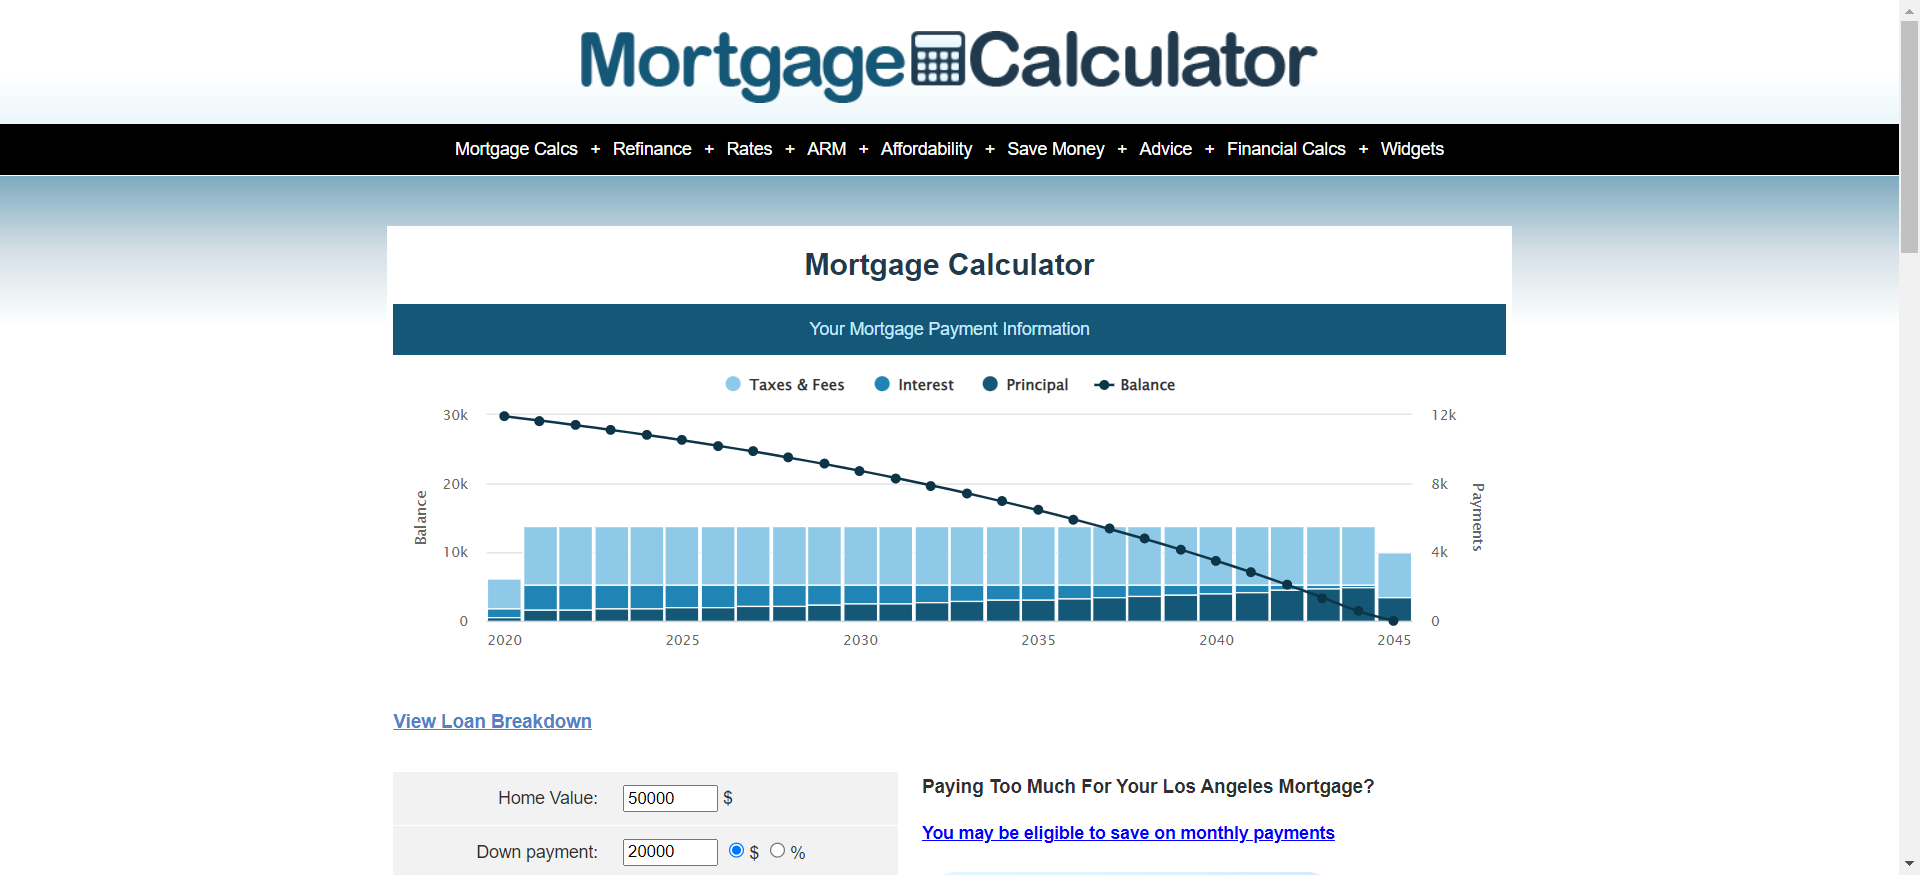 Mortgage Calculator
Mortgage Calcs + Refinance + Rates + ARM + Affordability + Save Money + Advice + Financial Calcs + Widgets
Mortgage Calculator
Your Mortgage Payment Information
Taxes & Fees Interest Principal Balance
30k 12k
20k 8k
Balance Payments
10k 4k
0 0
2020 2025 2030 2035 2040 2045
View Loan Breakdown
Paying Too Much For Your Los Angeles Mortgage?
Home Value: 50000 $
You may be eligible to save on monthly payments
Down payment: 20000 $ %